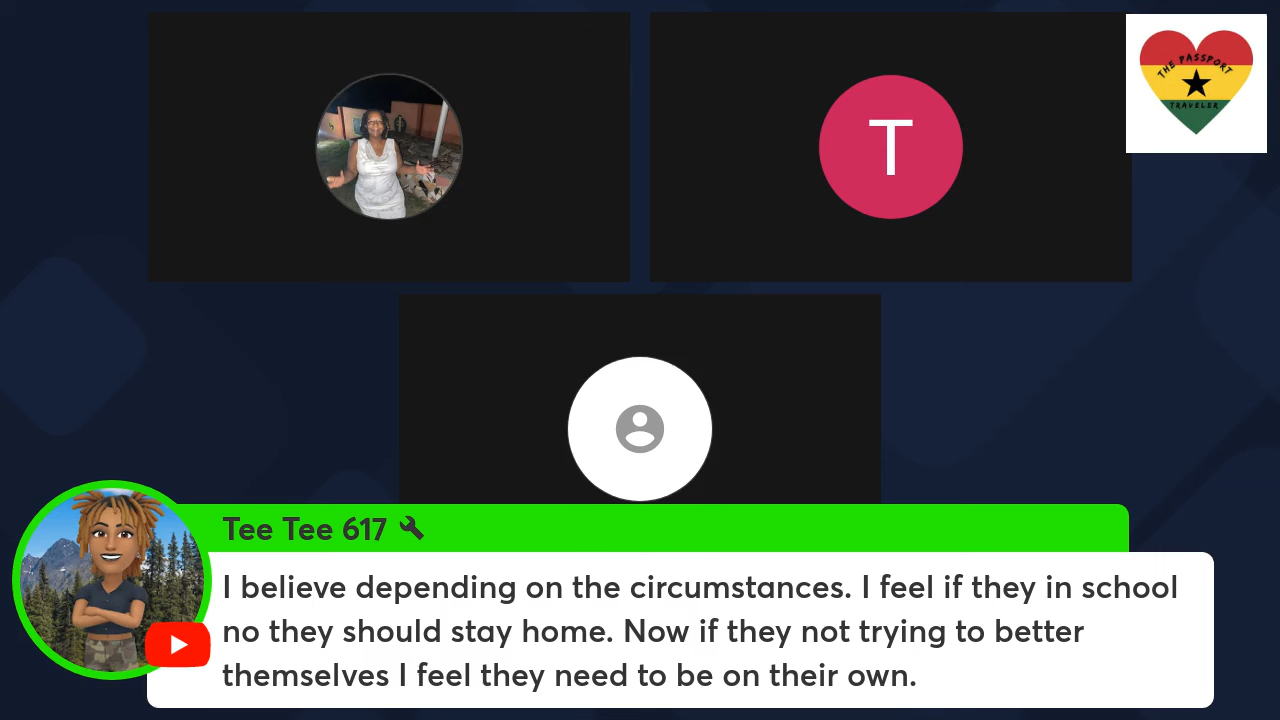 THE PASSPORT
TRAVELER
T
Tee Tee 617
I believe depending on the circumstances. I feel if they in school
no they should stay home. Now if they not trying to better
themselves I feel they need to be on their own.